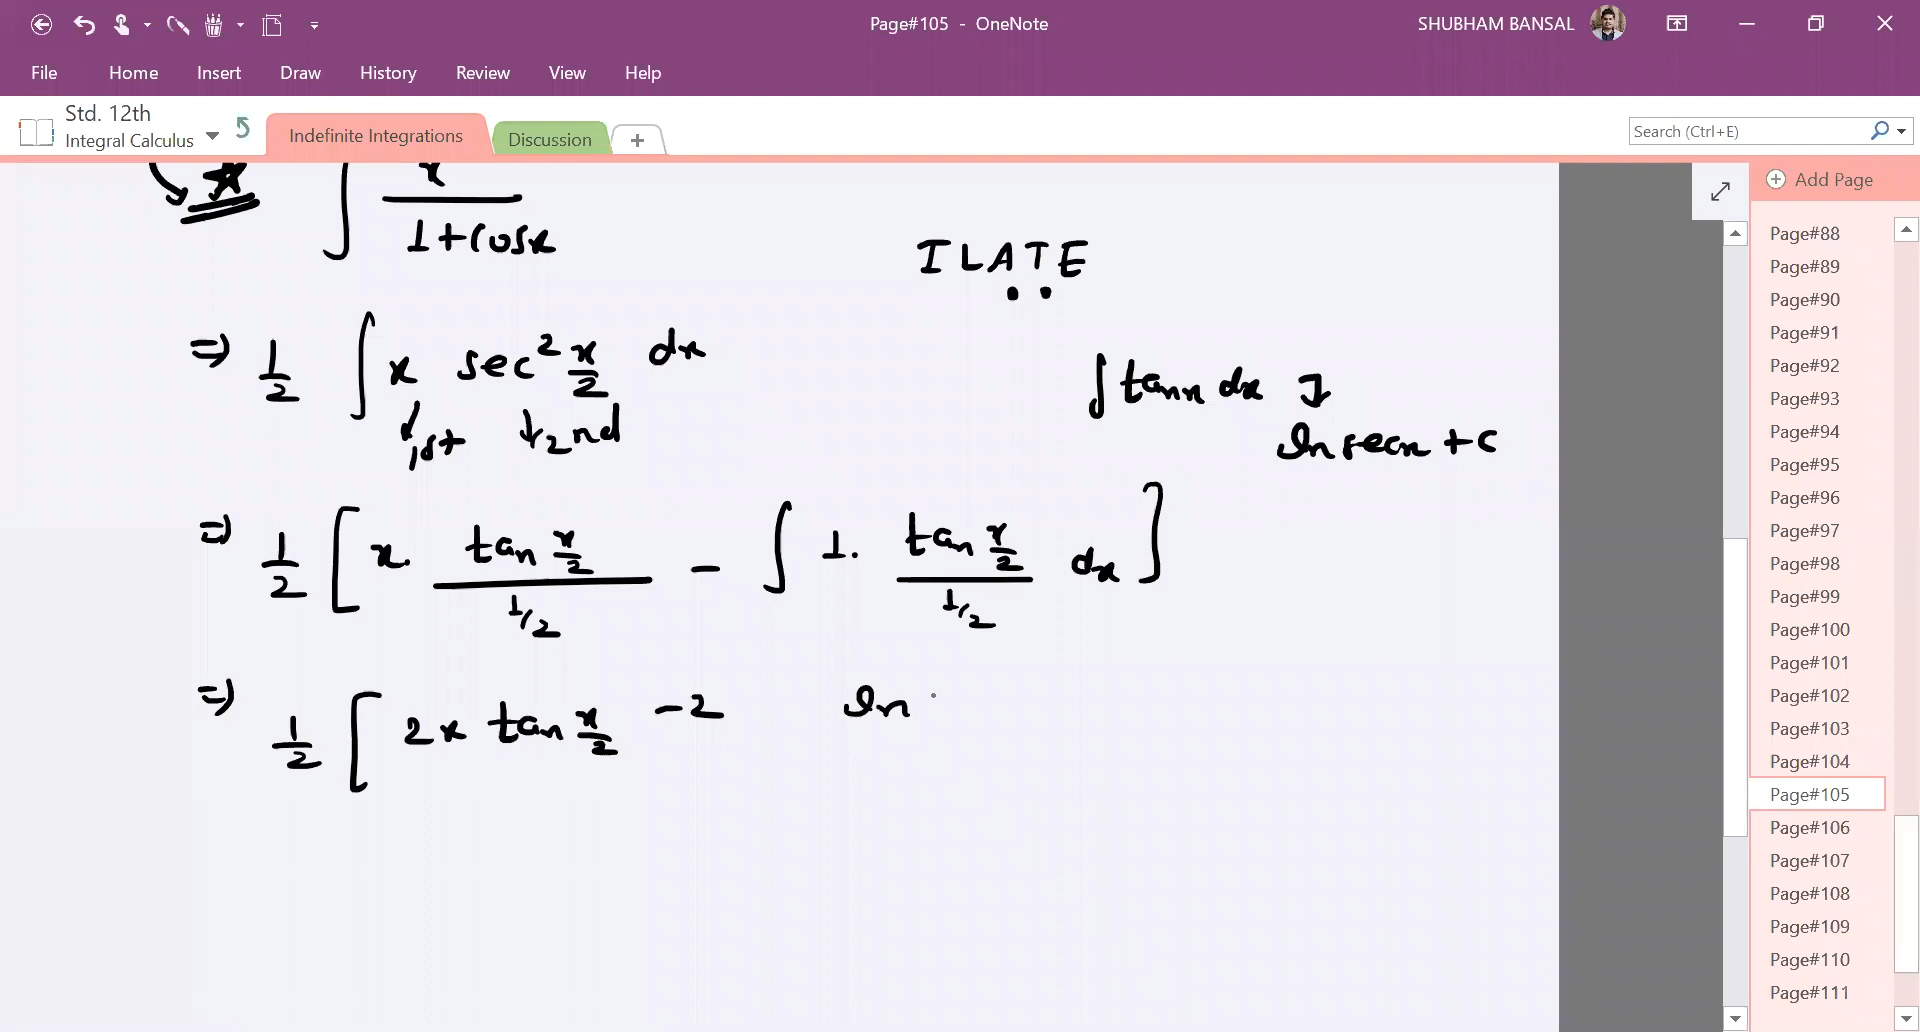 Page#105 - OneNote
SHUBHAM BANSAL
File Home Insert Draw History Review View Help
Std. 12th
Integral Calculus
Indefinite Integrations
Discussion
+
Search (Ctrl+E)
Add Page
Page#88
Page#89
Page#90
Page#91
Page#92
Page#93
Page#94
Page#95
Page#96
Page#97
Page#98
Page#99
Page#100
Page#101
Page#102
Page#103
Page#104
Page#105
Page#106
Page#107
Page#108
Page#109
Page#110
Page#111
∫ x / (1+cosx)
ILATE
⇒ 1/2 ∫ x sec² x/2 dx
1st 2nd
∫ tanx dx
ln secx + c
⇒ 1/2 [ x. (tan x/2)/(1/2) - ∫ 1. (tan x/2)/(1/2) dx ]
⇒ 1/2 [ 2x tan x/2 -2 ln